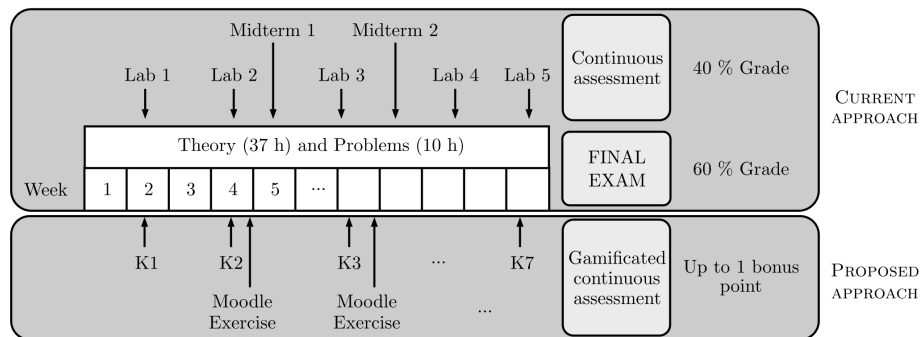 Midterm 1 Midterm 2
Lab 1 Lab 2 Lab 3 Lab 4 Lab 5
Continuous
assessment
40 % Grade
Theory (37 h) and Problems (10 h)
Week 1 2 3 4 5 ...
FINAL
EXAM
60 % Grade
CURRENT
APPROACH
K1 K2 K3 ... K7
Moodle
Exercise
Moodle
Exercise
...
Gamificated
continuous
assessment
Up to 1 bonus
point
PROPOSED
APPROACH